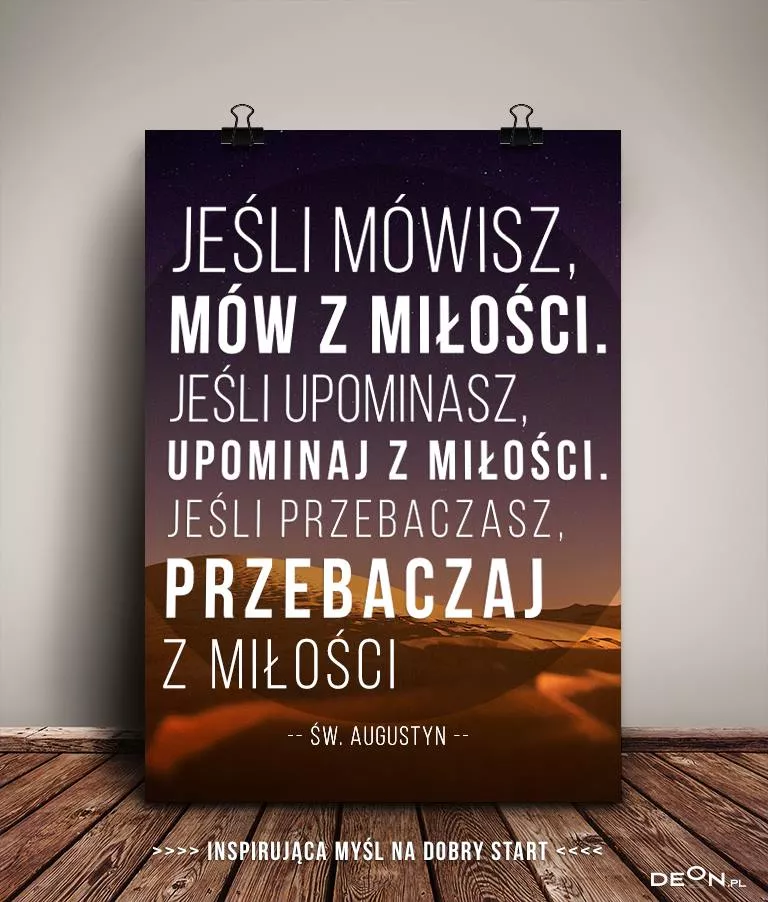 JEŚLI MÓWISZ,
MÓW Z MIŁOŚCI.
JEŚLI UPOMINASZ,
UPOMINAJ Z MIŁOŚCI.
JEŚLI PRZEBACZASZ,
PRZEBACZAJ
Z MIŁOŚCI
-- ŚW. AUGUSTYN --
>>>> INSPIRUJĄCA MYŚL NA DOBRY START <<<<
DEON.PL